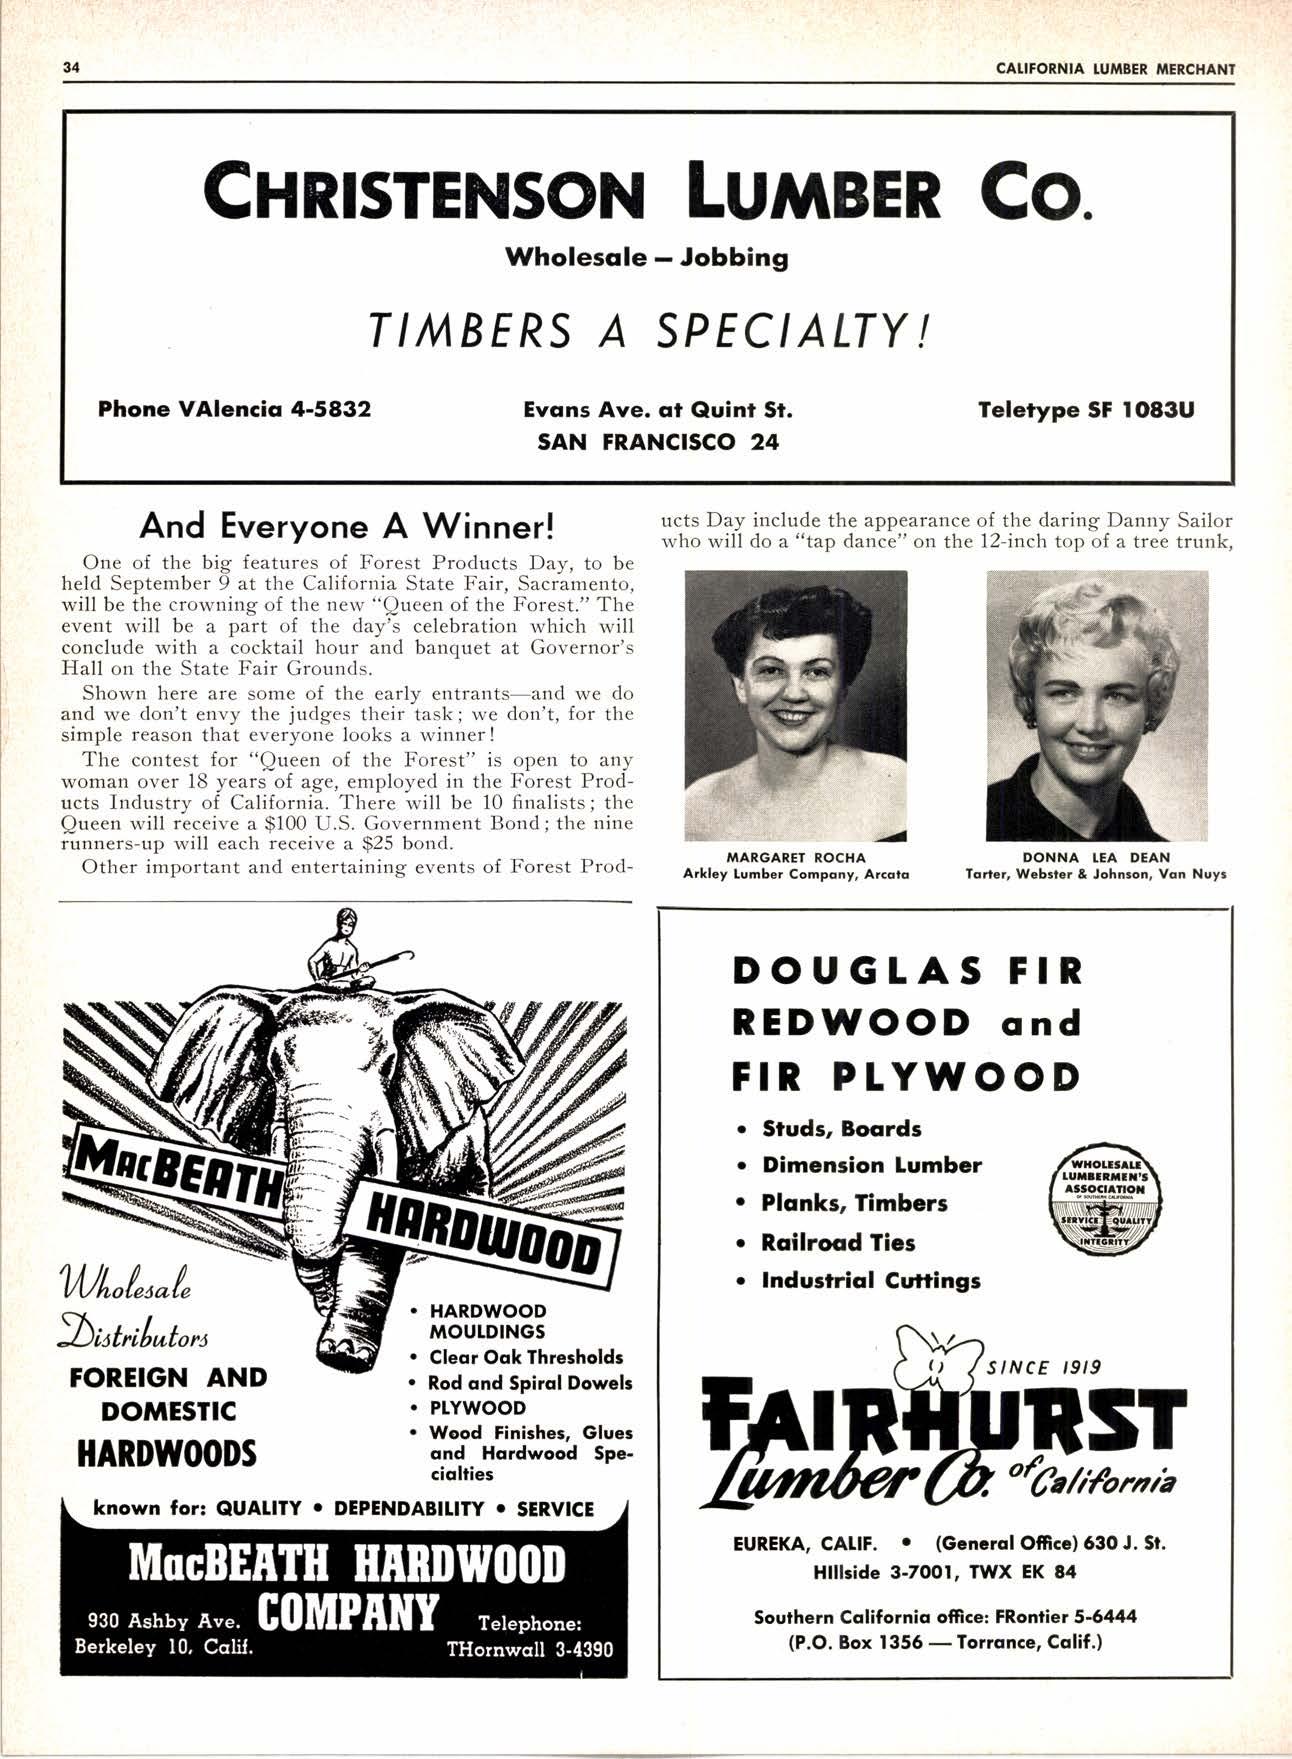 34
CALIFORNIA LUMBER MERCHANT
CHRISTENSON LUMBER CO.
Wholesale — Jobbing
TIMBERS A SPECIALTY!
Phone VAlencia 4-5832
Evans Ave. at Quint St.
SAN FRANCISCO 24
Teletype SF 1083U
And Everyone A Winner!
One of the big features of Forest Products Day, to be
held September 9 at the California State Fair, Sacramento,
will be the crowning of the new "Queen of the Forest." The
event will be a part of the day's celebration which will
conclude with a cocktail hour and banquet at Governor's
Hall on the State Fair Grounds.
Shown here are some of the early entrants—and we do
and we don't envy the judges their task; we don't, for the
simple reason that everyone looks a winner!
The contest for "Queen of the Forest" is open to any
woman over 18 years of age, employed in the Forest Prod-
ucts Industry of California. There will be 10 finalists; the
Queen will receive a $100 U.S. Government Bond; the nine
runners-up will each receive a $25 bond.
Other important and entertaining events of Forest Prod-
ucts Day include the appearance of the daring Danny Sailor
who will do a "tap dance" on the 12-inch top of a tree trunk,
MARGARET ROCHA
Arkley Lumber Company, Arcata
DONNA LEA DEAN
Tarter, Webster & Johnson, Van Nuys
MacBEATH
HARDWOOD
Wholesale
Distributors
FOREIGN AND
DOMESTIC
HARDWOODS
• HARDWOOD
MOULDINGS
• Clear Oak Thresholds
• Rod and Spiral Dowels
• PLYWOOD
• Wood Finishes, Glues
and Hardwood Spe-
cialties
known for: QUALITY • DEPENDABILITY • SERVICE
MacBEATH HARDWOOD
COMPANY
930 Ashby Ave.
Berkeley 10, Calif.
Telephone:
THornwall 3-4390
DOUGLAS FIR
REDWOOD and
FIR PLYWOOD
• Studs, Boards
• Dimension Lumber
• Planks, Timbers
• Railroad Ties
• Industrial Cuttings
WHOLESALE
LUMBERMEN'S
ASSOCIATION
OF SOUTHERN CALIFORNIA
SERVICE QUALITY
INTEGRITY
SINCE 1919
FAIRHURST
Lumber Co. of California
EUREKA, CALIF. • (General Office) 630 J. St.
HIllside 3-7001, TWX EK 84
Southern California office: FRontier 5-6444
(P.O. Box 1356 — Torrance, Calif.)